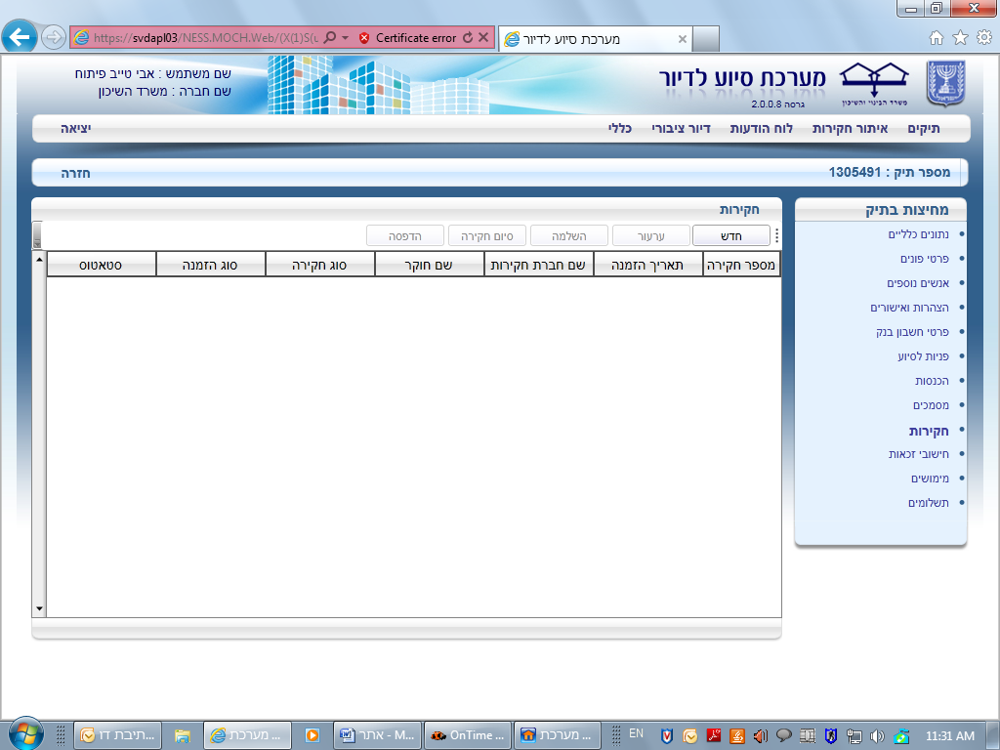 https://svdapl03/NESS.MOCH.Web/(X(1)S(u
Certificate error
מערכת סיוע לדיור
שם משתמש : אבי טייב פיתוח
שם חברה : משרד השיכון
מערכת סיוע לדיור
גרסה 2.0.0.8
משרד הבינוי והשיכון
תיקים איתור חקירות לוח הודעות דיור ציבורי כללי יציאה
מספר תיק : 1305491 חזרה
מחיצות בתיק
נתונים כלליים
פרטי פונים
אנשים נוספים
הצהרות ואישורים
פרטי חשבון בנק
פניות לסיוע
הכנסות
מסמכים
חקירות
חישובי זכאות
מימושים
תשלומים
חקירות
חדש ערעור השלמה סיום חקירה הדפסה
מספר חקירה תאריך הזמנה שם חברת חקירות שם חוקר סוג חקירה סוג הזמנה סטאטוס
תיבת דו...
מערכת ...
אתר - M...
OnTime ...
מערכת ...
EN
11:31 AM